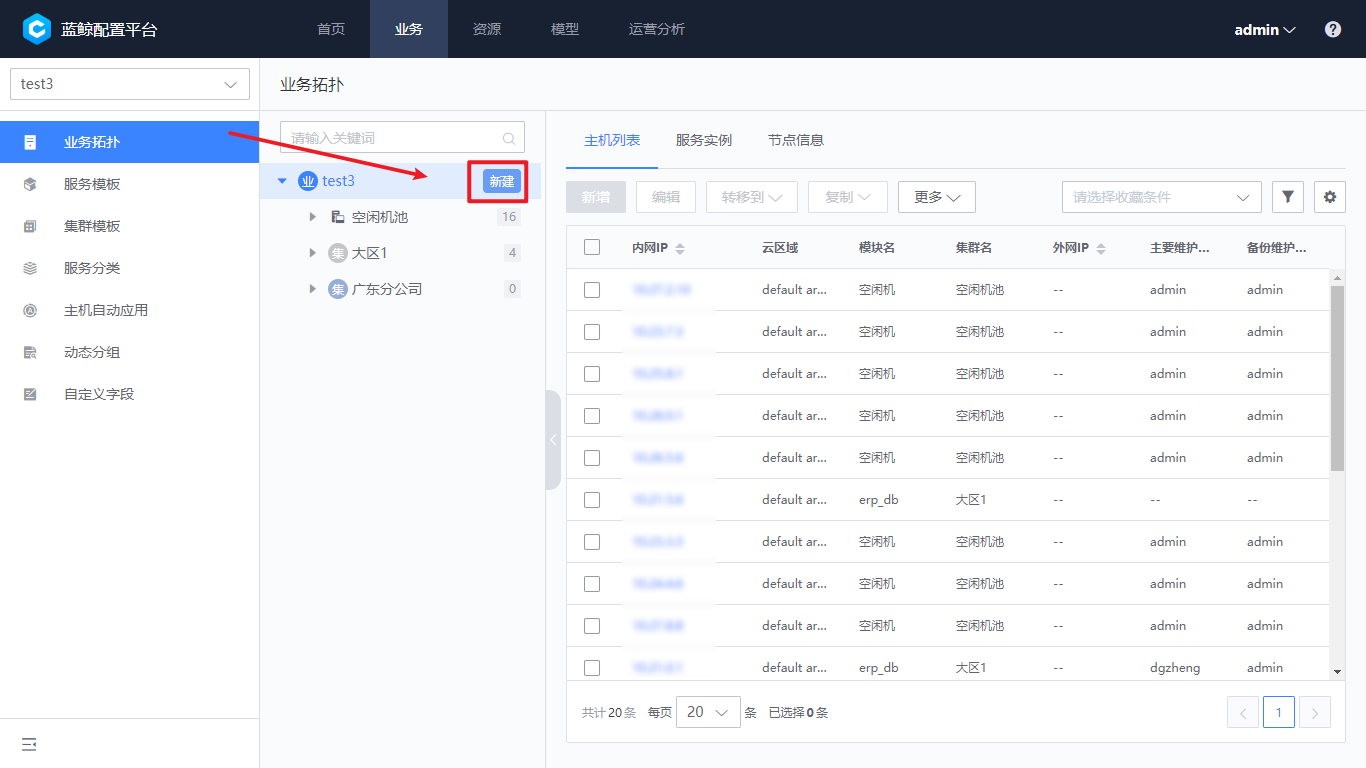 蓝鲸配置平台 首页 业务 资源 模型 运营分析 admin
test3
业务拓扑
服务模板
集群模板
服务分类
主机自动应用
动态分组
自定义字段
业务拓扑
请输入关键词
业 test3 新建
空闲机池 16
集 大区1 4
集 广东分公司 0
主机列表 服务实例 节点信息
新增 编辑 转移到 复制 更多 请选择收藏条件
内网IP 云区域 模块名 集群名 外网IP 主要维护... 备份维护...
default ar... 空闲机 空闲机池 -- admin admin
default ar... 空闲机 空闲机池 -- admin admin
default ar... 空闲机 空闲机池 -- admin admin
default ar... 空闲机 空闲机池 -- admin admin
default ar... 空闲机 空闲机池 -- admin admin
default ar... erp_db 大区1 -- -- --
default ar... 空闲机 空闲机池 -- admin admin
default ar... 空闲机 空闲机池 -- admin admin
default ar... 空闲机 空闲机池 -- admin admin
default ar... erp_db 大区1 -- dgzheng admin
共计20条 每页 20 条 已选择0条 1